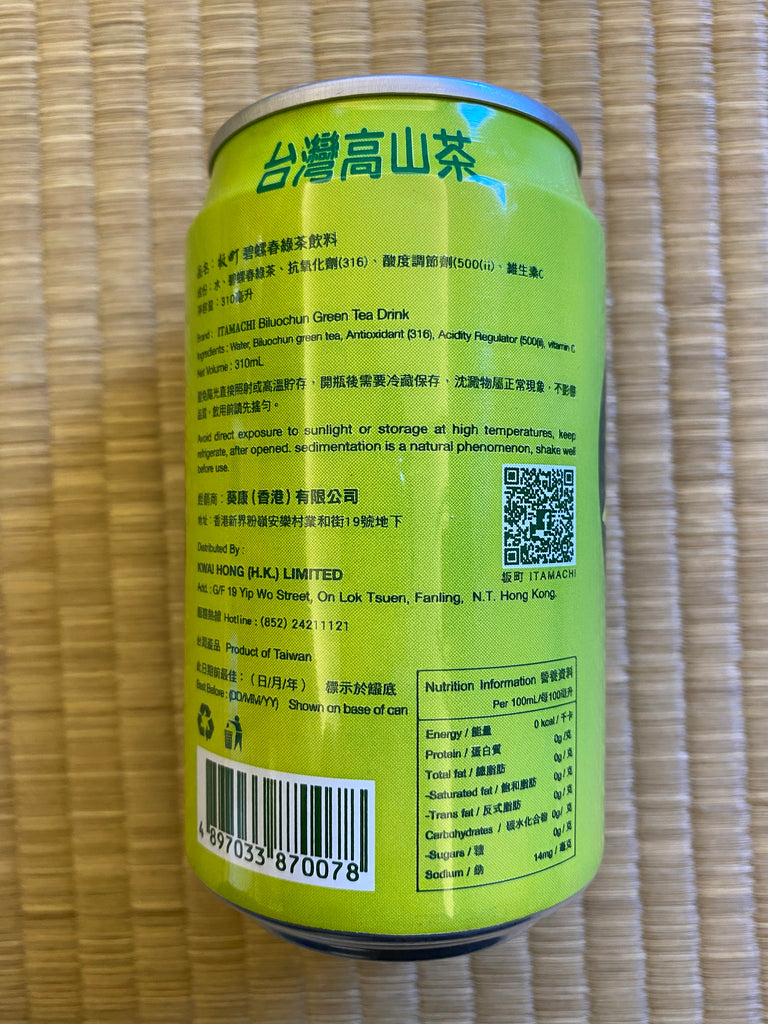 台灣高山茶
品名：板町 碧螺春綠茶飲料
成份：水、碧螺春綠茶、抗氧化劑(316)、酸度調節劑(500(ii)、維生素C
淨容量：310毫升
Brand : ITAMACHI Biluochun Green Tea Drink
Ingredients : Water, Biluochun green tea, Antioxidant (316), Acidity Regulator (500(ii), vitamin C
Net Volume : 310mL
避免陽光直接照射或高溫貯存，開瓶後需要冷藏保存，沈澱物屬正常現象，不影響
品質，飲用前請先搖勻。
Avoid direct exposure to sunlight or storage at high temperatures, keep
refrigerate, after opened. sedimentation is a natural phenomenon, shake well
before use.
經銷商：葵康(香港)有限公司
地址：香港新界粉嶺安樂村業和街19號地下
Distributed By :
KWAI HONG (H.K.) LIMITED
Add : G/F 19 Yip Wo Street, On Lok Tsuen, Fanling, N.T. Hong Kong.
板町 ITAMACHI
服務熱線 Hotline : (852) 24211121
台灣產品 Product of Taiwan
此日期前最佳：(日/月/年) 標示於罐底
Best Before : (DD/MM/YY) Shown on base of can
4 897033 870078
Nutrition Information 營養資料
Per 100mL/每100毫升
Energy / 能量 0 kcal / 千卡
Protein / 蛋白質 0g / 克
Total fat / 總脂肪 0g / 克
-Saturated fat / 飽和脂肪 0g / 克
-Trans fat / 反式脂肪 0g / 克
Carbohydrates / 碳水化合物 0g / 克
-Sugars / 糖 0g / 克
Sodium / 鈉 14mg / 毫克